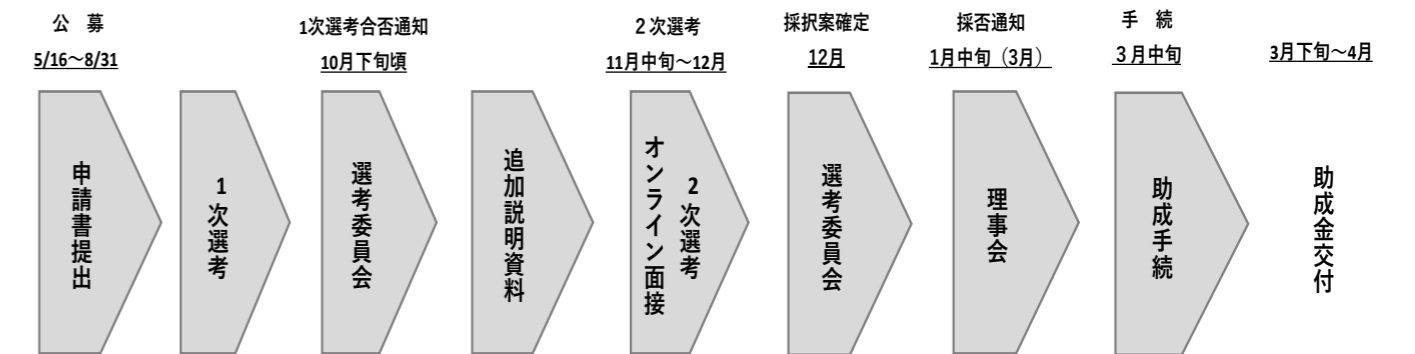 公　募
5/16～8/31
1次選考合否通知
10月下旬頃
２次選考
11月中旬～12月
採択案確定
12月
採否通知
1月中旬（3月）
手　続
３月中旬
3月下旬～4月
申請書提出
1次選考
選考委員会
追加説明資料
2次選考
オンライン面接
選考委員会
理事会
助成手続
助成金交付